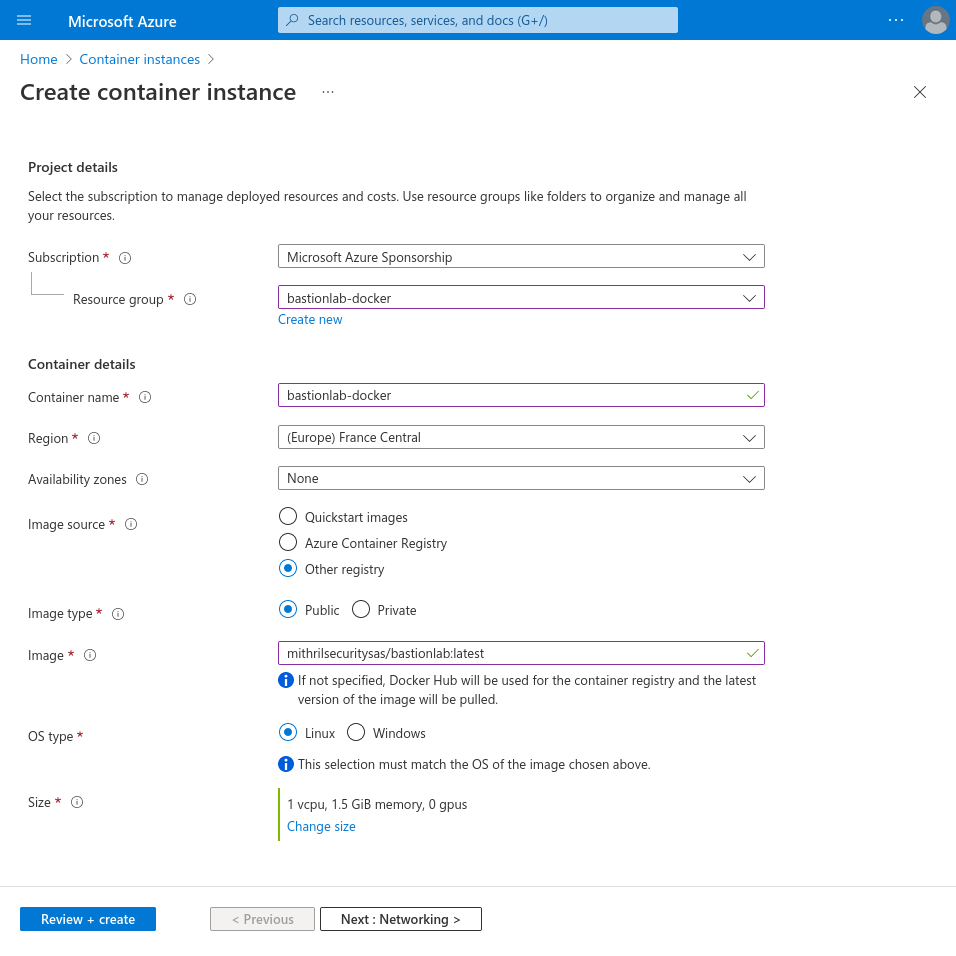 Microsoft Azure
Search resources, services, and docs (G+/)
Home > Container instances >
Create container instance ...
Project details
Select the subscription to manage deployed resources and costs. Use resource groups like folders to organize and manage all
your resources.
Subscription *
Microsoft Azure Sponsorship
Resource group *
bastionlab-docker
Create new
Container details
Container name *
bastionlab-docker
Region *
(Europe) France Central
Availability zones
None
Image source *
Quickstart images
Azure Container Registry
Other registry
Image type *
Public
Private
Image *
mithrilsecuritysas/bastionlab:latest
If not specified, Docker Hub will be used for the container registry and the latest
version of the image will be pulled.
OS type *
Linux
Windows
This selection must match the OS of the image chosen above.
Size *
1 vcpu, 1.5 GiB memory, 0 gpus
Change size
Review + create
< Previous
Next : Networking >